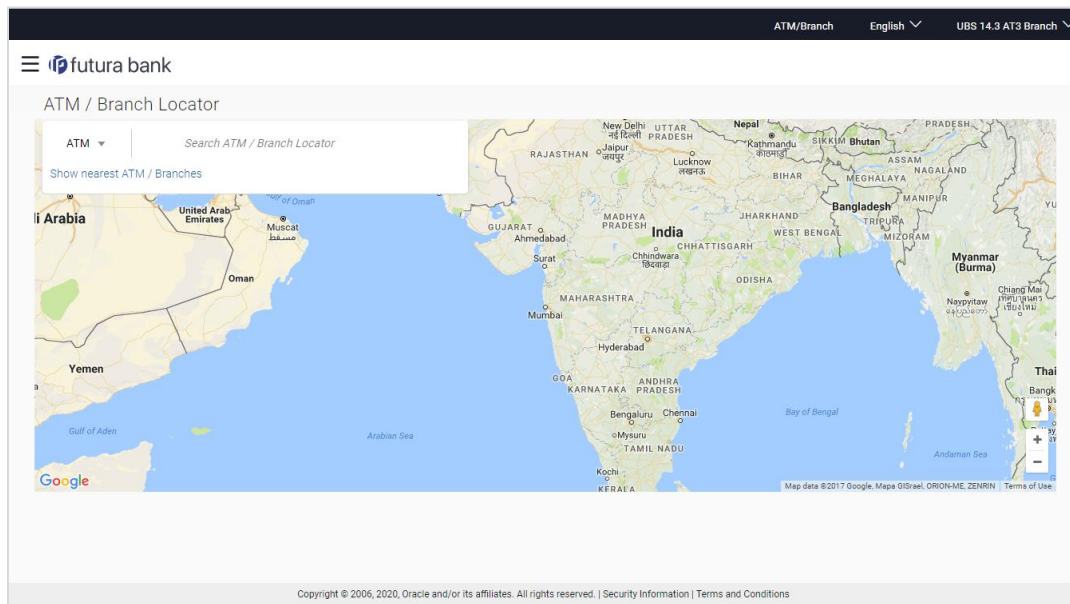 ATM/Branch English UBS 14.3 AT3 Branch
futura bank
ATM / Branch Locator
ATM Search ATM / Branch Locator
Show nearest ATM / Branches
New Delhi
नई दिल्ली
UTTAR
PRADESH
Nepal
Kathmandu
SIKKIM
Bhutan
PRADESH
RAJASTHAN
Jaipur
जयपुर
Lucknow
लखनऊ
BIHAR
ASSAM
NAGALAND
MEGHALAYA
MANIPUR
Bangladesh
TRIPURA
MIZORAM
GUJARAT
Ahmedabad
MADHYA
PRADESH
India
JHARKHAND
WEST BENGAL
CHHATTISGARH
Surat
Chhindwara
छिंदवाड़ा
ODISHA
Myanmar
(Burma)
Naypyitaw
Chiang Mai
MAHARASHTRA
Mumbai
TELANGANA
Hyderabad
GOA
KARNATAKA
ANDHRA
PRADESH
Bengaluru
Chennai
Mysuru
TAMIL NADU
Kochi
KERALA
li Arabia
United Arab
Emirates
Gulf of Oman
Muscat
مسقط
Oman
Yemen
Gulf of Aden
Arabian Sea
Bay of Bengal
Andaman Sea
Thai
Bangk
YU
+
−
Google
Map data ©2017 Google, Mapa GISrael, ORION-ME, ZENRIN Terms of Use
Copyright © 2006, 2020, Oracle and/or its affiliates. All rights reserved. | Security Information | Terms and Conditions